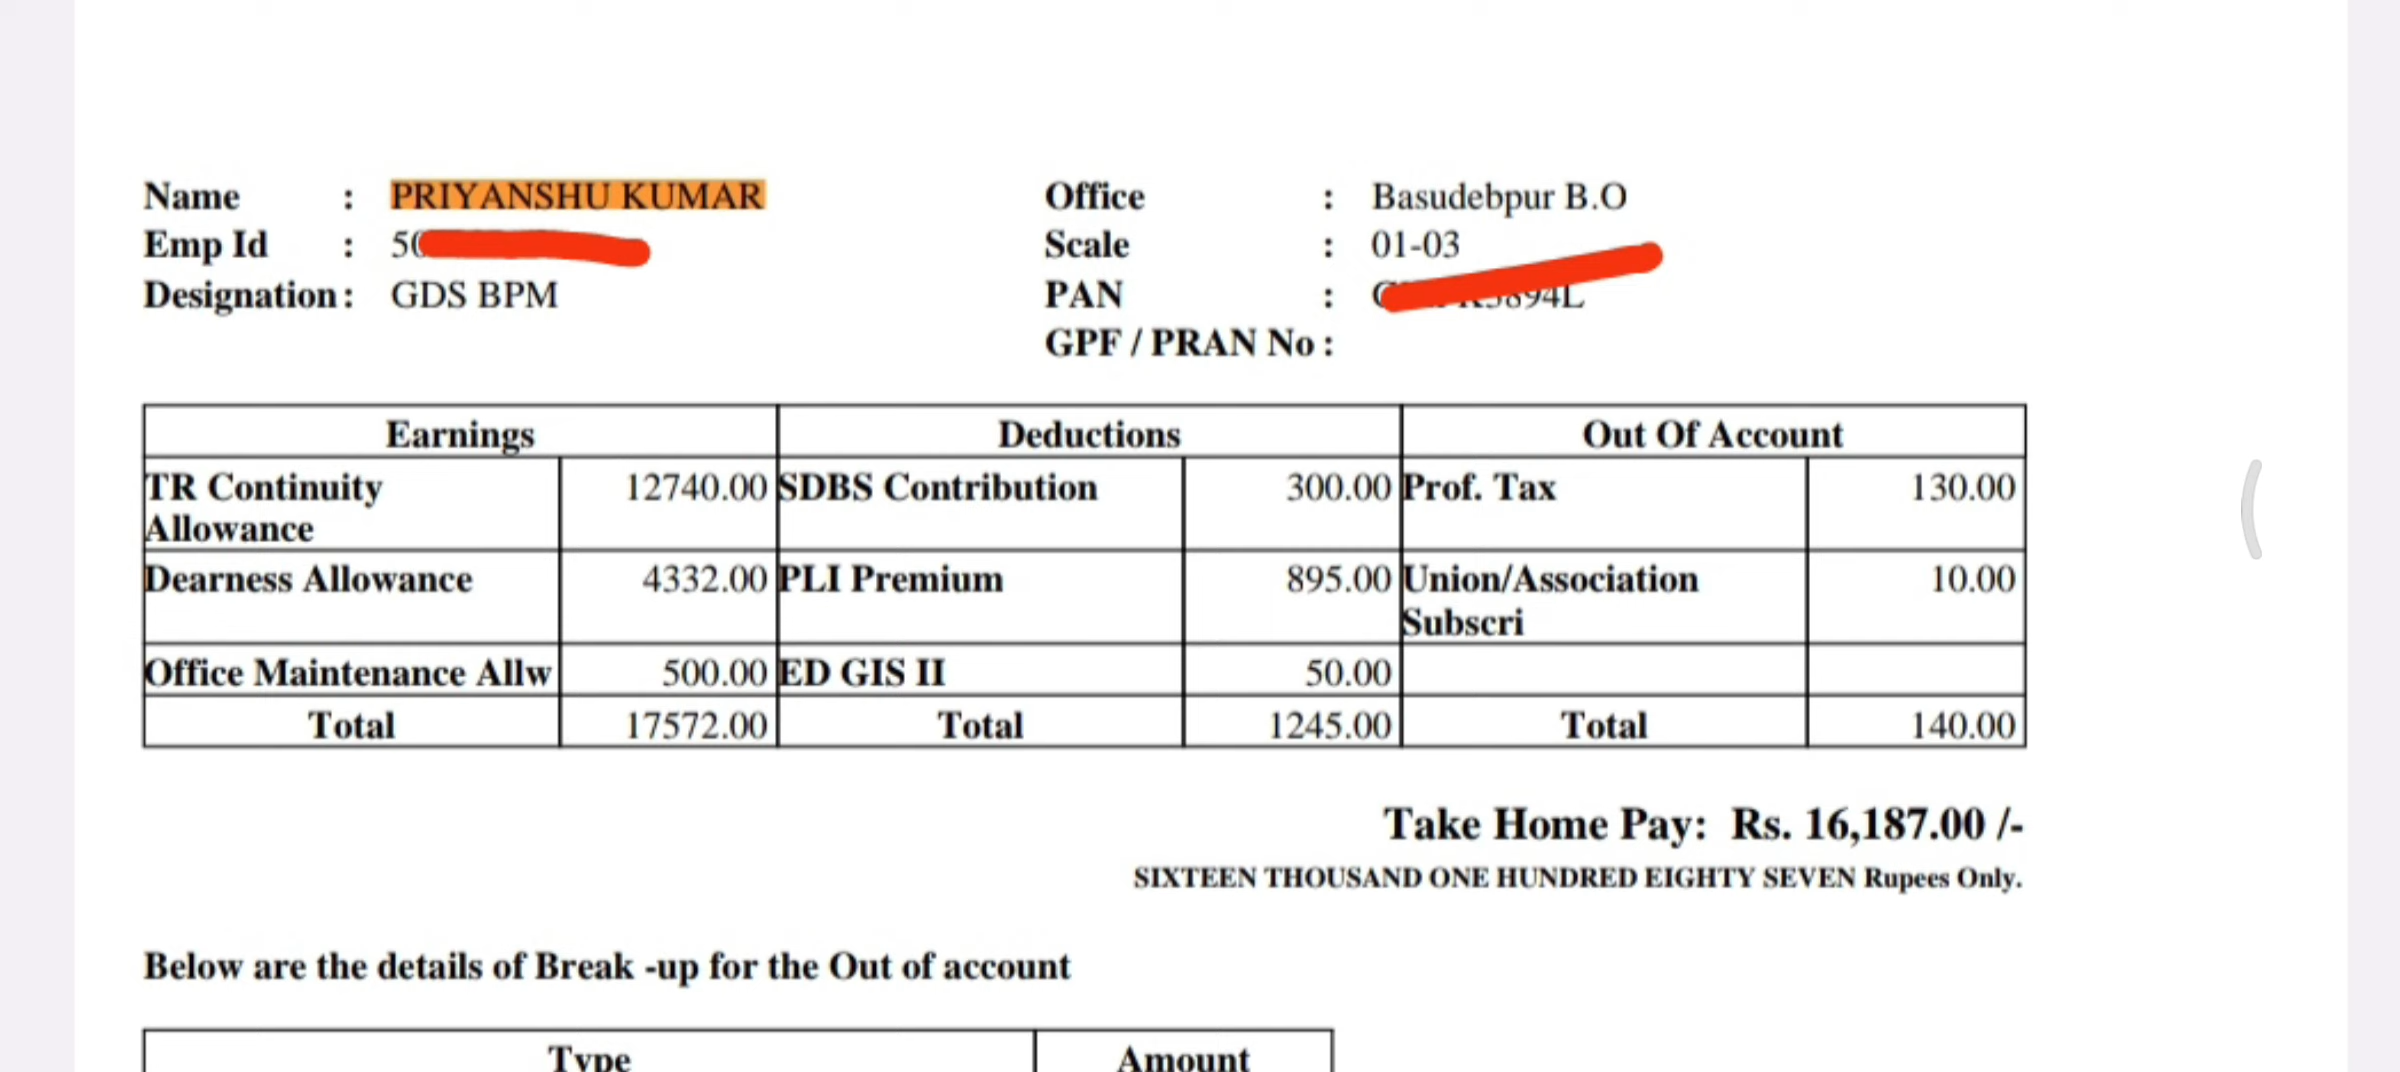 Name : PRIYANSHU KUMAR
Office : Basudebpur B.O
Emp Id : 50
Scale : 01-03
Designation : GDS BPM
PAN : 94L
GPF / PRAN No :
Earnings Deductions Out Of Account
TR Continuity Allowance 12740.00 SDBS Contribution 300.00 Prof. Tax 130.00
Dearness Allowance 4332.00 PLI Premium 895.00 Union/Association Subscri 10.00
Office Maintenance Allw 500.00 ED GIS II 50.00
Total 17572.00 Total 1245.00 Total 140.00
Take Home Pay: Rs. 16,187.00 /-
SIXTEEN THOUSAND ONE HUNDRED EIGHTY SEVEN Rupees Only.
Below are the details of Break -up for the Out of account
Type Amount